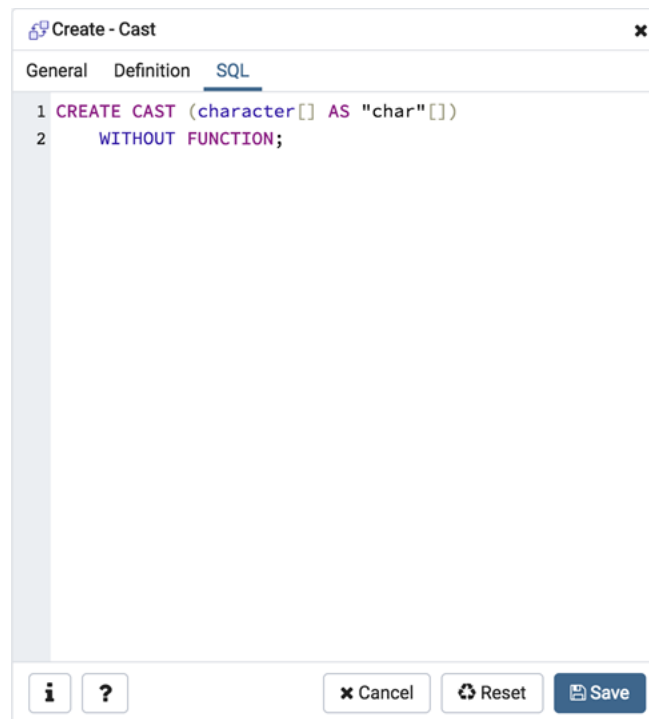 Create - Cast
General Definition SQL
1 CREATE CAST (character[] AS "char"[])
2 WITHOUT FUNCTION;
i ? Cancel Reset Save